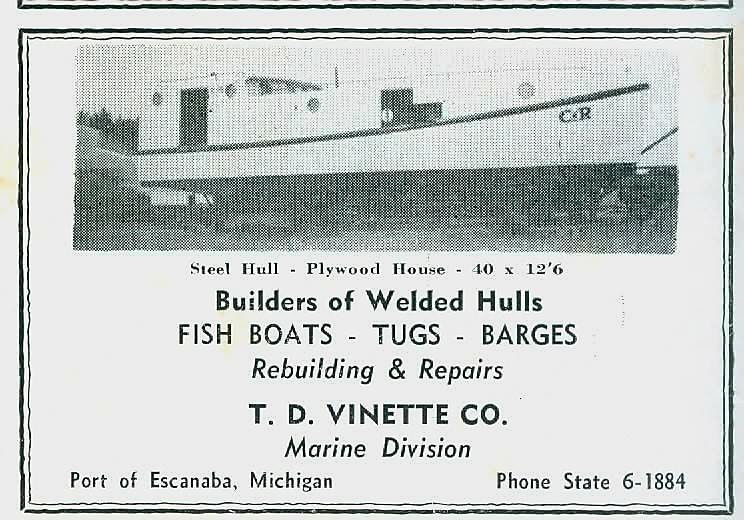 C&R
Steel Hull - Plywood House - 40 x 12'6
Builders of Welded Hulls
FISH BOATS - TUGS - BARGES
Rebuilding & Repairs
T. D. VINETTE CO.
Marine Division
Port of Escanaba, Michigan Phone State 6-1884